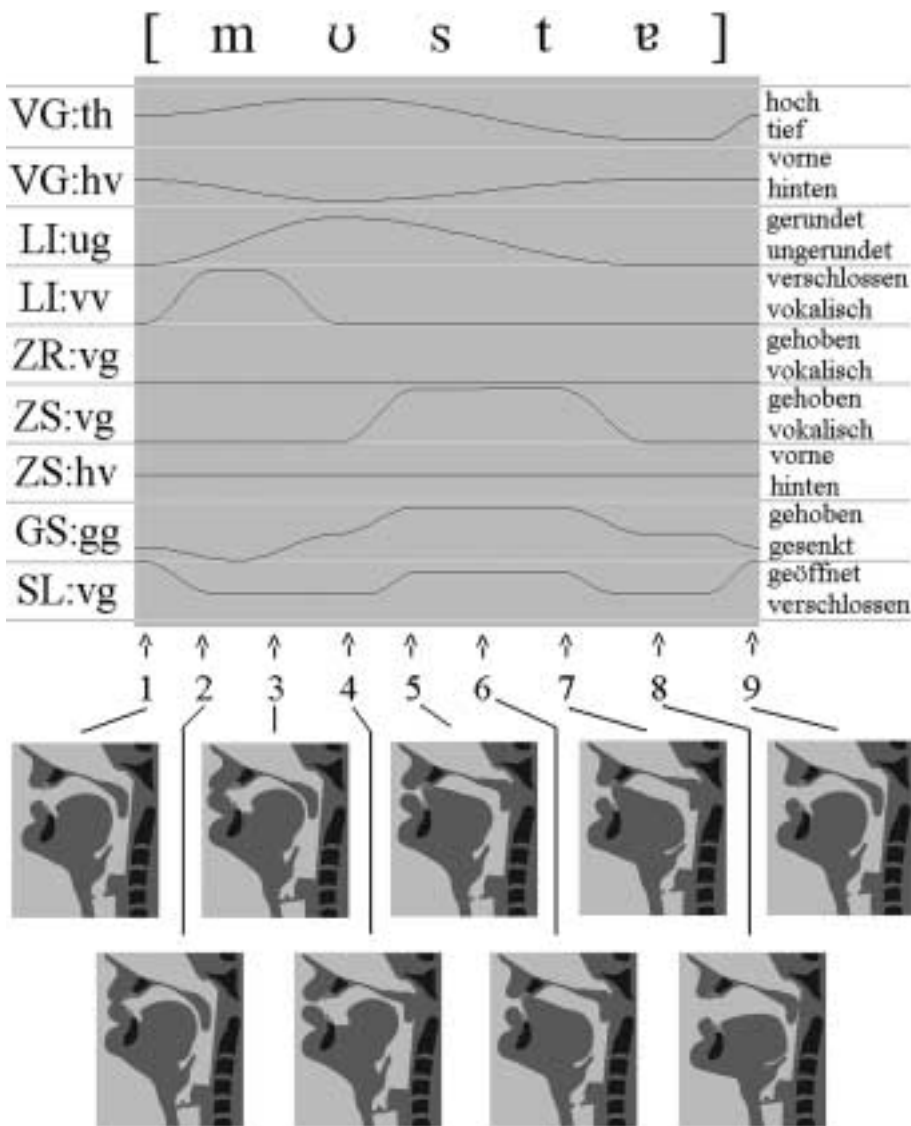 [ m ʊ s t ɐ ]
VG:th hoch
tief
VG:hv vorne
hinten
LI:ug gerundet
ungerundet
LI:vv verschlossen
vokalisch
ZR:vg gehoben
vokalisch
ZS:vg gehoben
vokalisch
ZS:hv vorne
hinten
GS:gg gehoben
gesenkt
SL:vg geöffnet
verschlossen
1 2 3 4 5 6 7 8 9